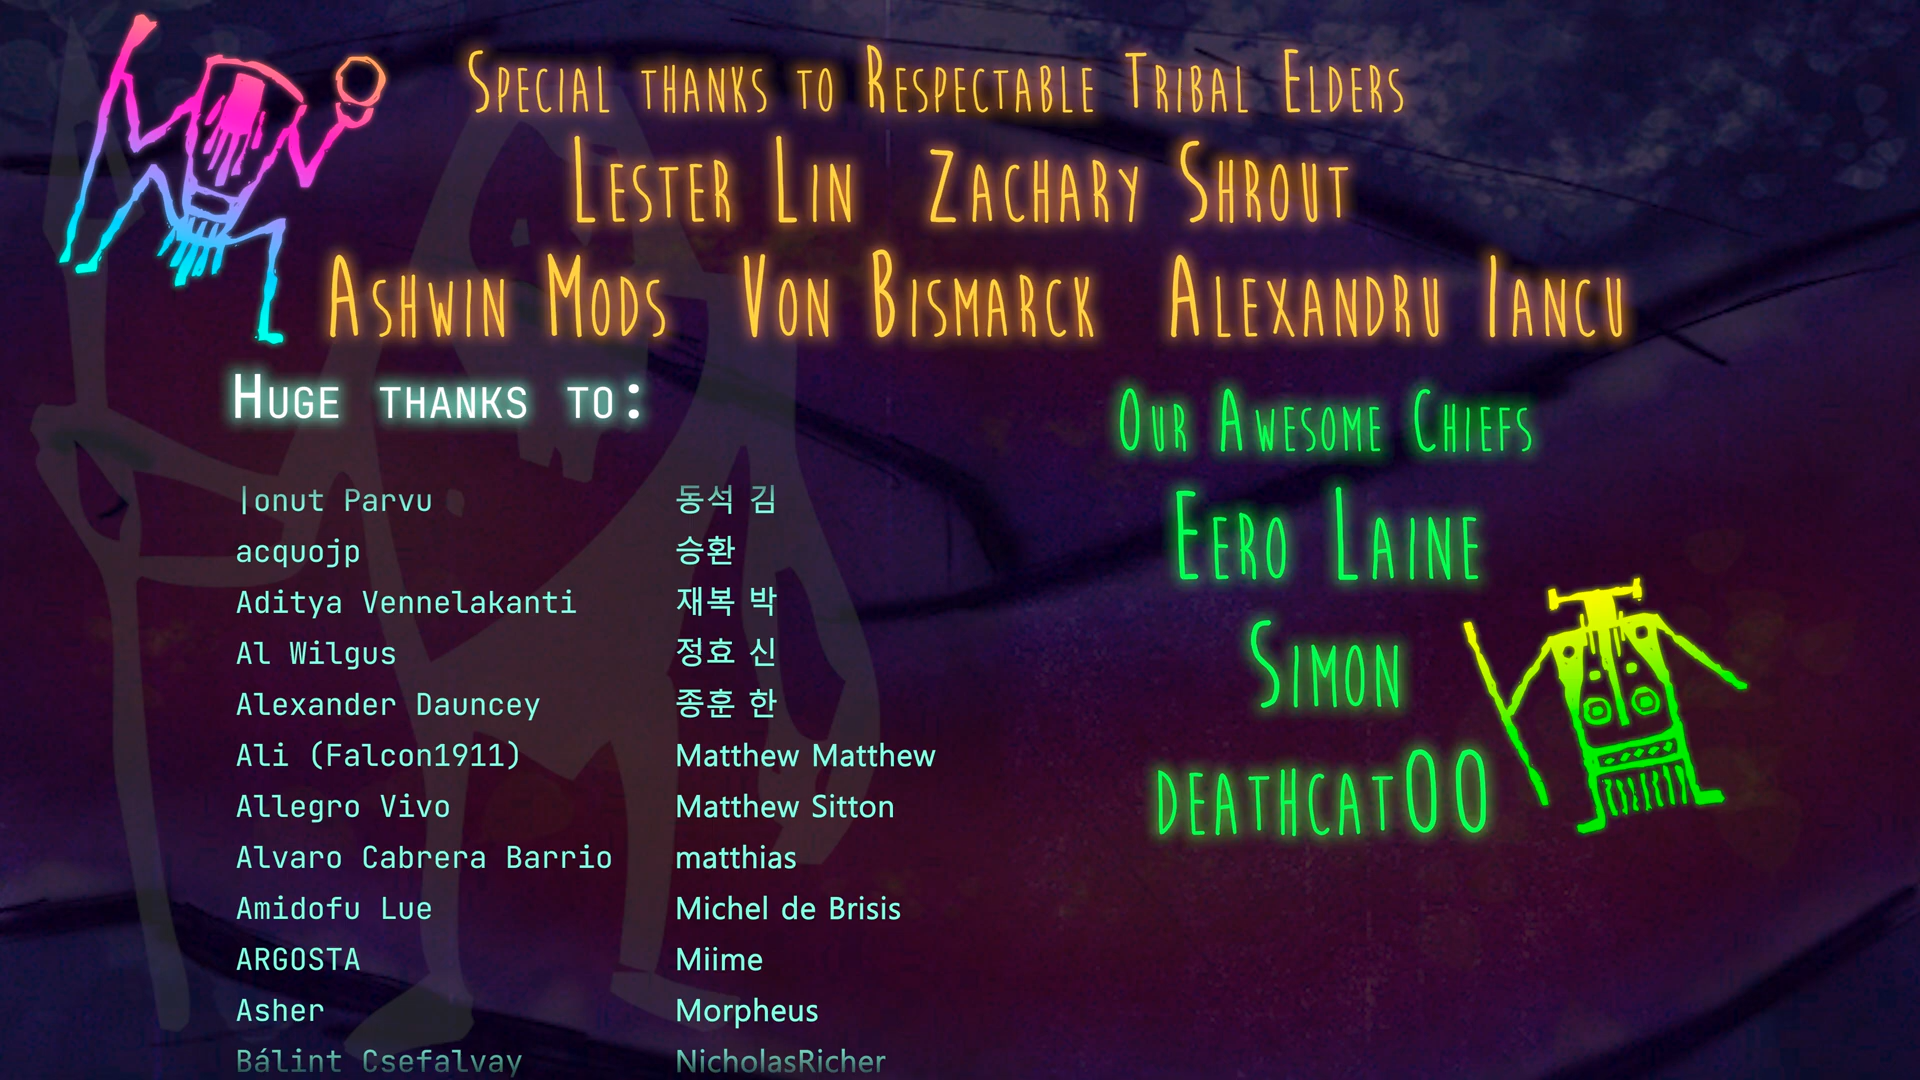 Special thanks to Respectable Tribal Elders
Lester Lin Zachary Shrout
Ashwin Mods Von Bismarck Alexandru Iancu
Huge thanks to:
|onut Parvu
acquojp
Aditya Vennelakanti
Al Wilgus
Alexander Dauncey
Ali (Falcon1911)
Allegro Vivo
Alvaro Cabrera Barrio
Amidofu Lue
ARGOSTA
Asher
Bálint Csefalvay
동석 김
승환
재복 박
정효 신
종훈 한
Matthew Matthew
Matthew Sitton
matthias
Michel de Brisis
Miime
Morpheus
NicholasRicher
Our Awesome Chiefs
Eero Laine
Simon
deathcat00